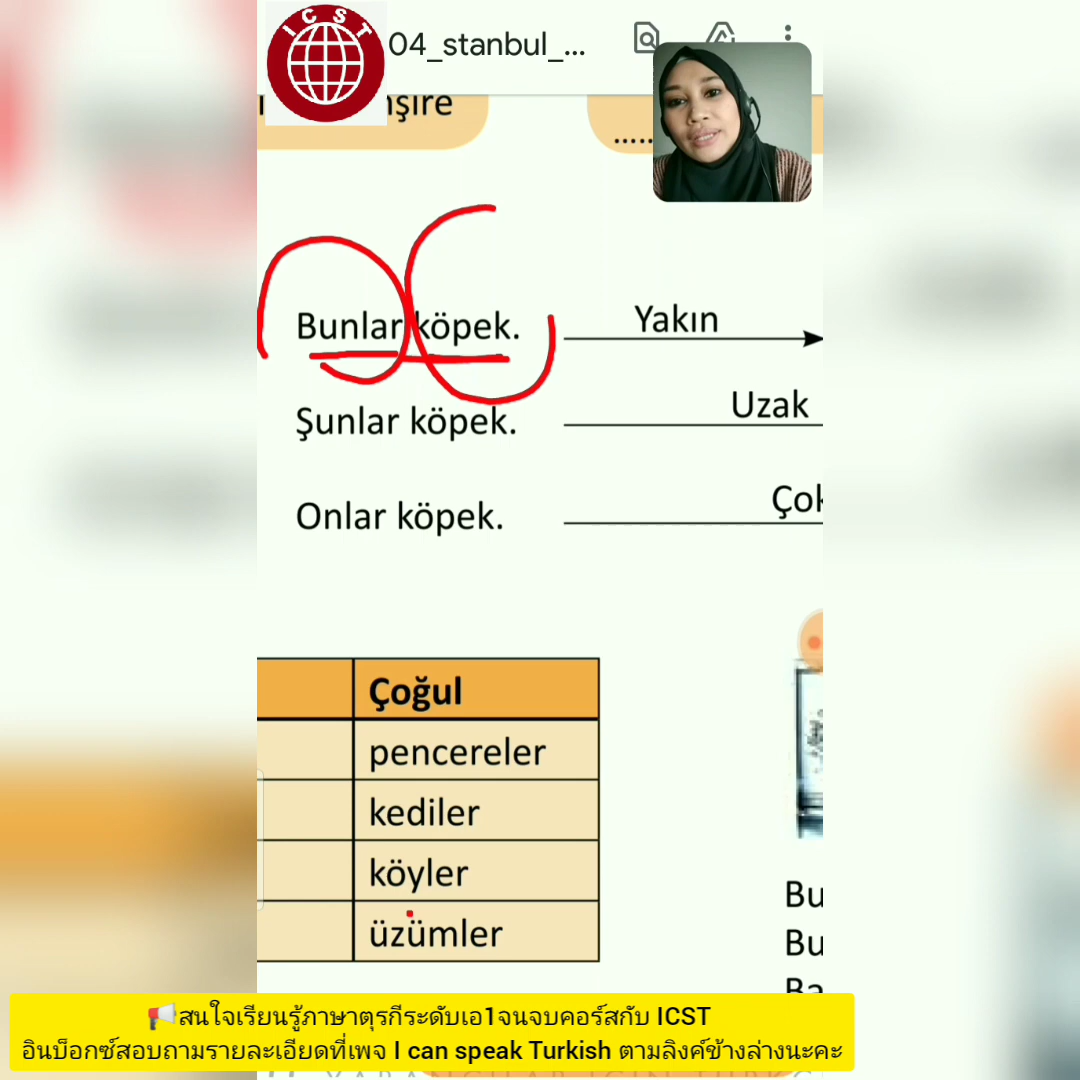 ICST
04_stanbul_...
.....
Bunlar köpek.
Yakın
Şunlar köpek.
Uzak
Onlar köpek.
Çoğul
pencereler
kediler
köyler
üzümler
Bu
Bu
📢สนใจเรียนรู้ภาษาตุรกีระดับเอ1จนจบคอร์สกับ ICST
อินบ็อกซ์สอบถามรายละเอียดที่เพจ I can speak Turkish ตามลิงค์ข้างล่างนะคะ